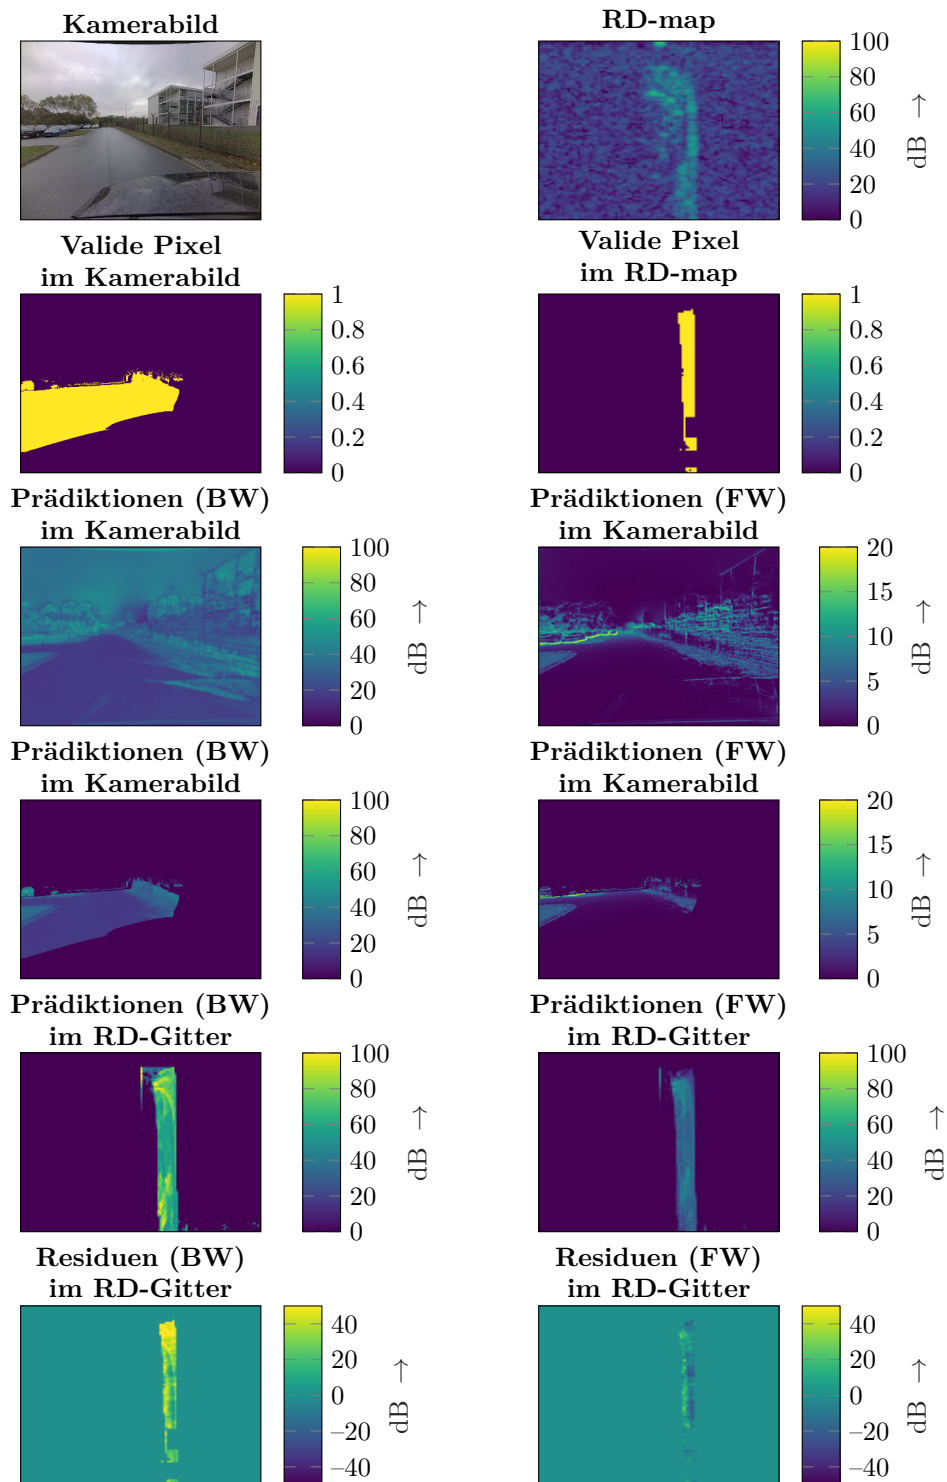 Kamerabild
RD-map
100
80
60
40
20
0
dB →
Valide Pixel
im Kamerabild
Valide Pixel
im RD-map
1
0.8
0.6
0.4
0.2
0
1
0.8
0.6
0.4
0.2
0
Prädiktionen (BW)
im Kamerabild
Prädiktionen (FW)
im Kamerabild
100
80
60
40
20
0
dB →
20
15
10
5
0
dB →
Prädiktionen (BW)
im Kamerabild
Prädiktionen (FW)
im Kamerabild
100
80
60
40
20
0
dB →
20
15
10
5
0
dB →
Prädiktionen (BW)
im RD-Gitter
Prädiktionen (FW)
im RD-Gitter
100
80
60
40
20
0
dB →
100
80
60
40
20
0
dB →
Residuen (BW)
im RD-Gitter
Residuen (FW)
im RD-Gitter
40
20
0
−20
−40
dB →
40
20
0
−20
−40
dB →